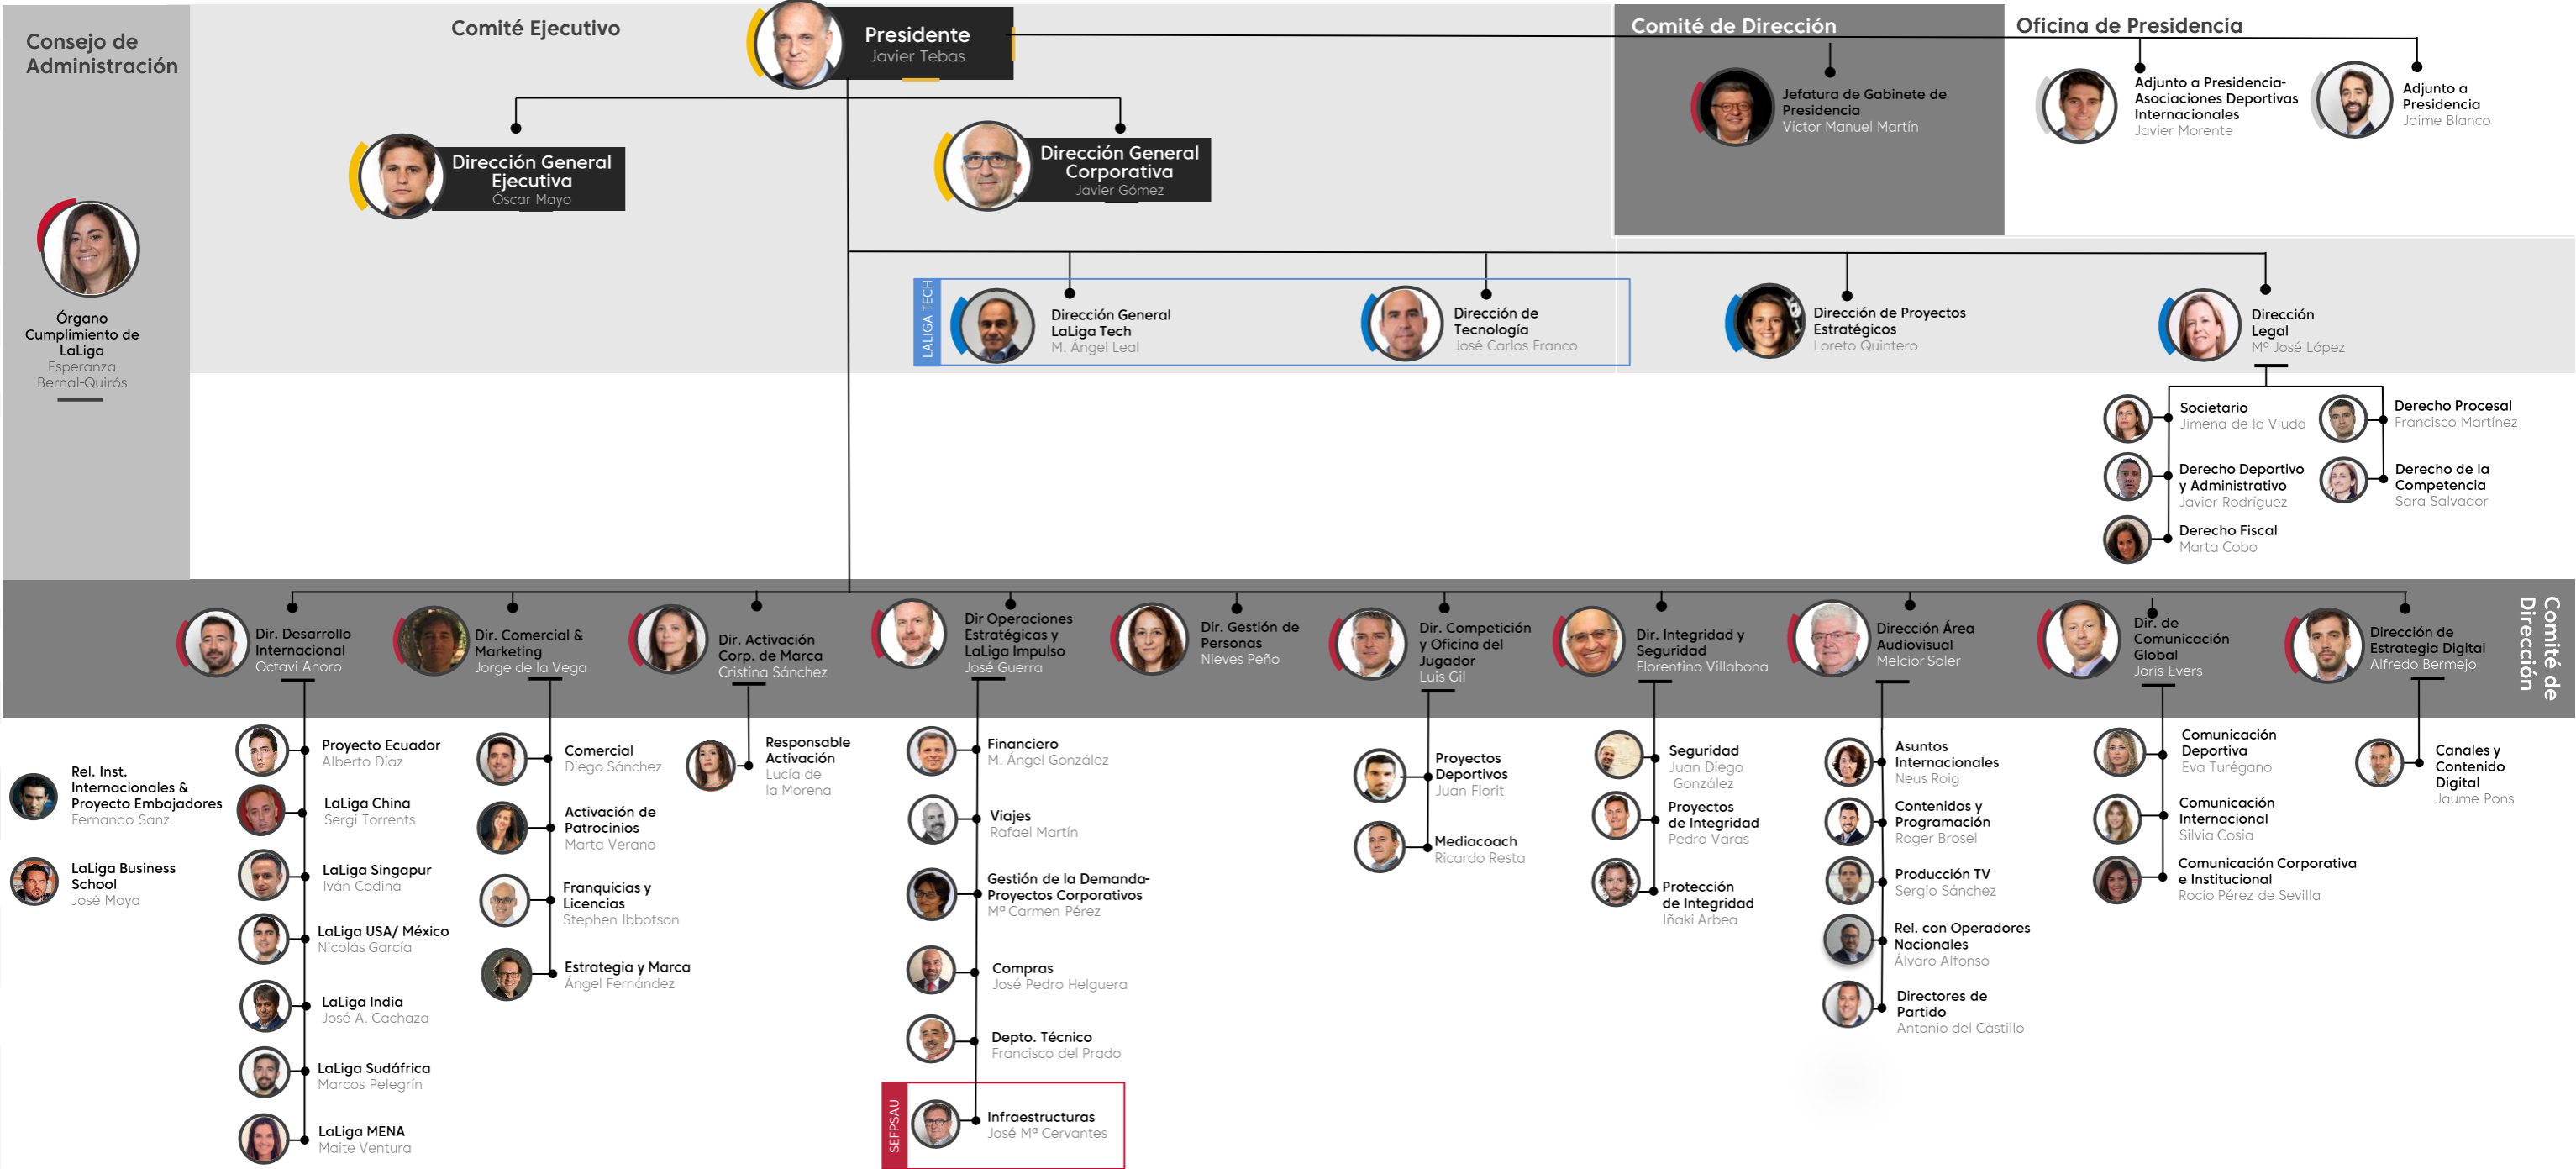 Consejo de
Administración
Órgano
Cumplimiento de
LaLiga
Esperanza
Bernal-Quirós
Comité Ejecutivo
Presidente
Javier Tebas
Dirección General
Ejecutiva
Óscar Mayo
Dirección General
Corporativa
Javier Gómez
Comité de Dirección
Jefatura de Gabinete de
Presidencia
Víctor Manuel Martín
Oficina de Presidencia
Adjunto a Presidencia-
Asociaciones Deportivas
Internacionales
Javier Morente
Adjunto a
Presidencia
Jaime Blanco
LALIGA TECH
Dirección General
LaLiga Tech
M. Ángel Leal
Dirección de
Tecnología
José Carlos Franco
Dirección de Proyectos
Estratégicos
Loreto Quintero
Dirección
Legal
Mª José López
Societario
Jimena de la Viuda
Derecho Deportivo
y Administrativo
Javier Rodríguez
Derecho Fiscal
Marta Cobo
Derecho Procesal
Francisco Martínez
Derecho de la
Competencia
Sara Salvador
Comité de
Dirección
Dir. Desarrollo
Internacional
Octavi Anoro
Dir. Comercial &
Marketing
Jorge de la Vega
Dir. Activación
Corp. de Marca
Cristina Sánchez
Dir Operaciones
Estratégicas y
LaLiga Impulso
José Guerra
Dir. Gestión de
Personas
Nieves Peño
Dir. Competición
y Oficina del
Jugador
Luis Gil
Dir. Integridad y
Seguridad
Florentino Villabona
Dirección Área
Audiovisual
Melcior Soler
Dir. de
Comunicación
Global
Joris Evers
Dirección de
Estrategia Digital
Alfredo Bermejo
Rel. Inst.
Internacionales &
Proyecto Embajadores
Fernando Sanz
LaLiga Business
School
José Moya
Proyecto Ecuador
Alberto Díaz
LaLiga China
Sergi Torrents
LaLiga Singapur
Iván Codina
LaLiga USA/ México
Nicolás García
LaLiga India
José A. Cachaza
LaLiga Sudáfrica
Marcos Pelegrín
LaLiga MENA
Maite Ventura
Comercial
Diego Sánchez
Activación de
Patrocinios
Marta Verano
Franquicias y
Licencias
Stephen Ibbotson
Estrategia y Marca
Ángel Fernández
Responsable
Activación
Lucía de
la Morena
Financiero
M. Ángel González
Viajes
Rafael Martín
Gestión de la Demanda-
Proyectos Corporativos
Mª Carmen Pérez
Compras
José Pedro Helguera
Depto. Técnico
Francisco del Prado
SEFPSAU
Infraestructuras
José Mª Cervantes
Proyectos
Deportivos
Juan Florit
Mediacoach
Ricardo Resta
Seguridad
Juan Diego
González
Proyectos
de Integridad
Pedro Varas
Protección
de Integridad
Iñaki Arbea
Asuntos
Internacionales
Neus Roig
Contenidos y
Programación
Roger Brosel
Producción TV
Sergio Sánchez
Rel. con Operadores
Nacionales
Álvaro Alfonso
Directores de
Partido
Antonio del Castillo
Comunicación
Deportiva
Eva Turégano
Comunicación
Internacional
Silvia Cosia
Comunicación Corporativa
e Institucional
Rocío Pérez de Sevilla
Canales y
Contenido
Digital
Jaume Pons